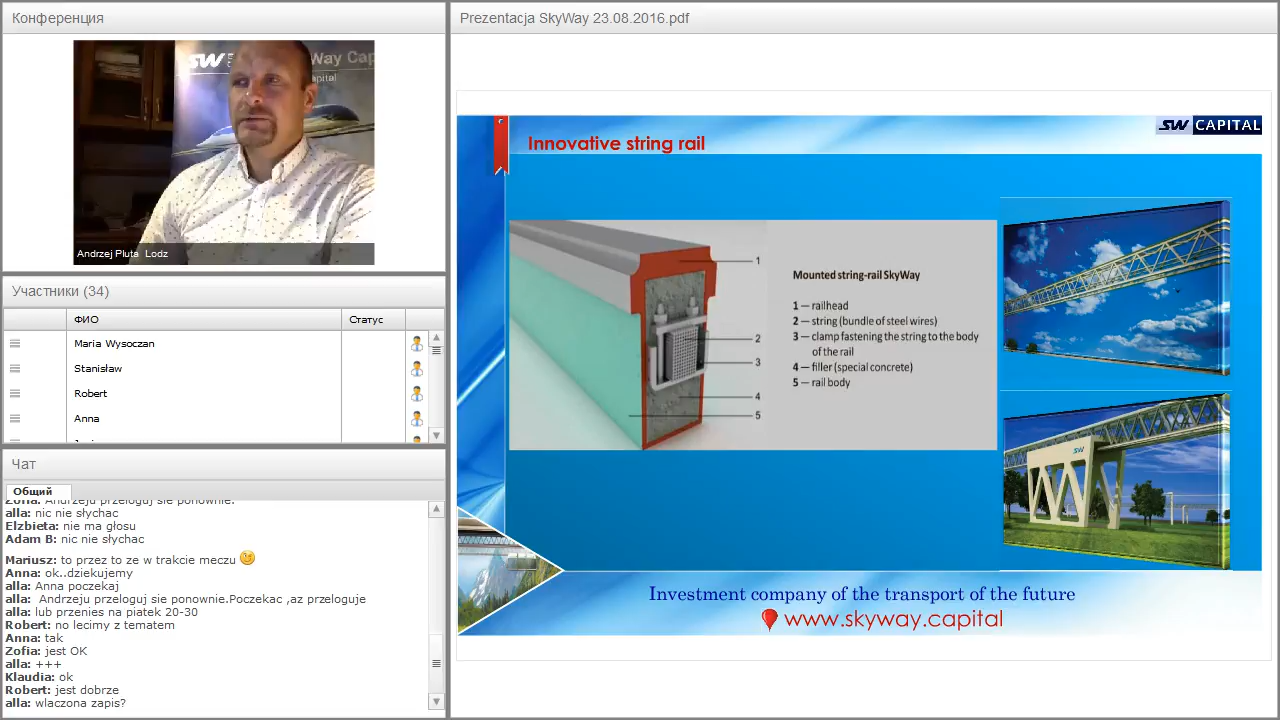 Конференция
Andrzej Pluta Lodz
Участники (34)
ФИО
Статус
Maria Wysoczan
Stanisław
Robert
Anna
Чат
Общий
Zofia: Andrzeju przeloguj sie ponownie.
alla: nic nie słychac
Elzbieta: nie ma głosu
Adam B: nic nie słychac
Mariusz: to przez to ze w trakcie meczu
Anna: ok..dziekujemy
alla: Anna poczekaj
alla: Andrzeju przeloguj sie ponownie.Poczekac ,az przeloguje
alla: lub przenies na piatek 20-30
Robert: no lecimy z tematem
Anna: tak
Zofia: jest OK
alla: +++
Klaudia: ok
Robert: jest dobrze
alla: wlaczona zapis?
Prezentacja SkyWay 23.08.2016.pdf
Innovative string rail
SW CAPITAL
1
2
3
4
5
Mounted string-rail SkyWay
1 — railhead
2 — string (bundle of steel wires)
3 — clamp fastening the string to the body
of the rail
4 — filler (special concrete)
5 — rail body
SW
Investment company of the transport of the future
www.skyway.capital